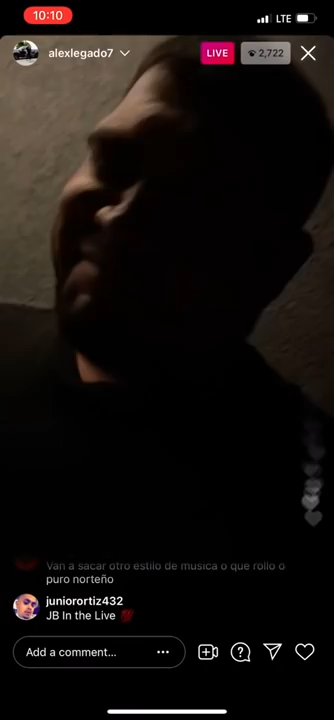 10:10
LTE
alexlegado7
LIVE
2,722
Van a sacar otro estilo de musica o que rollo o
puro norteño
juniorortiz432
JB In the Live 💯
Add a comment...